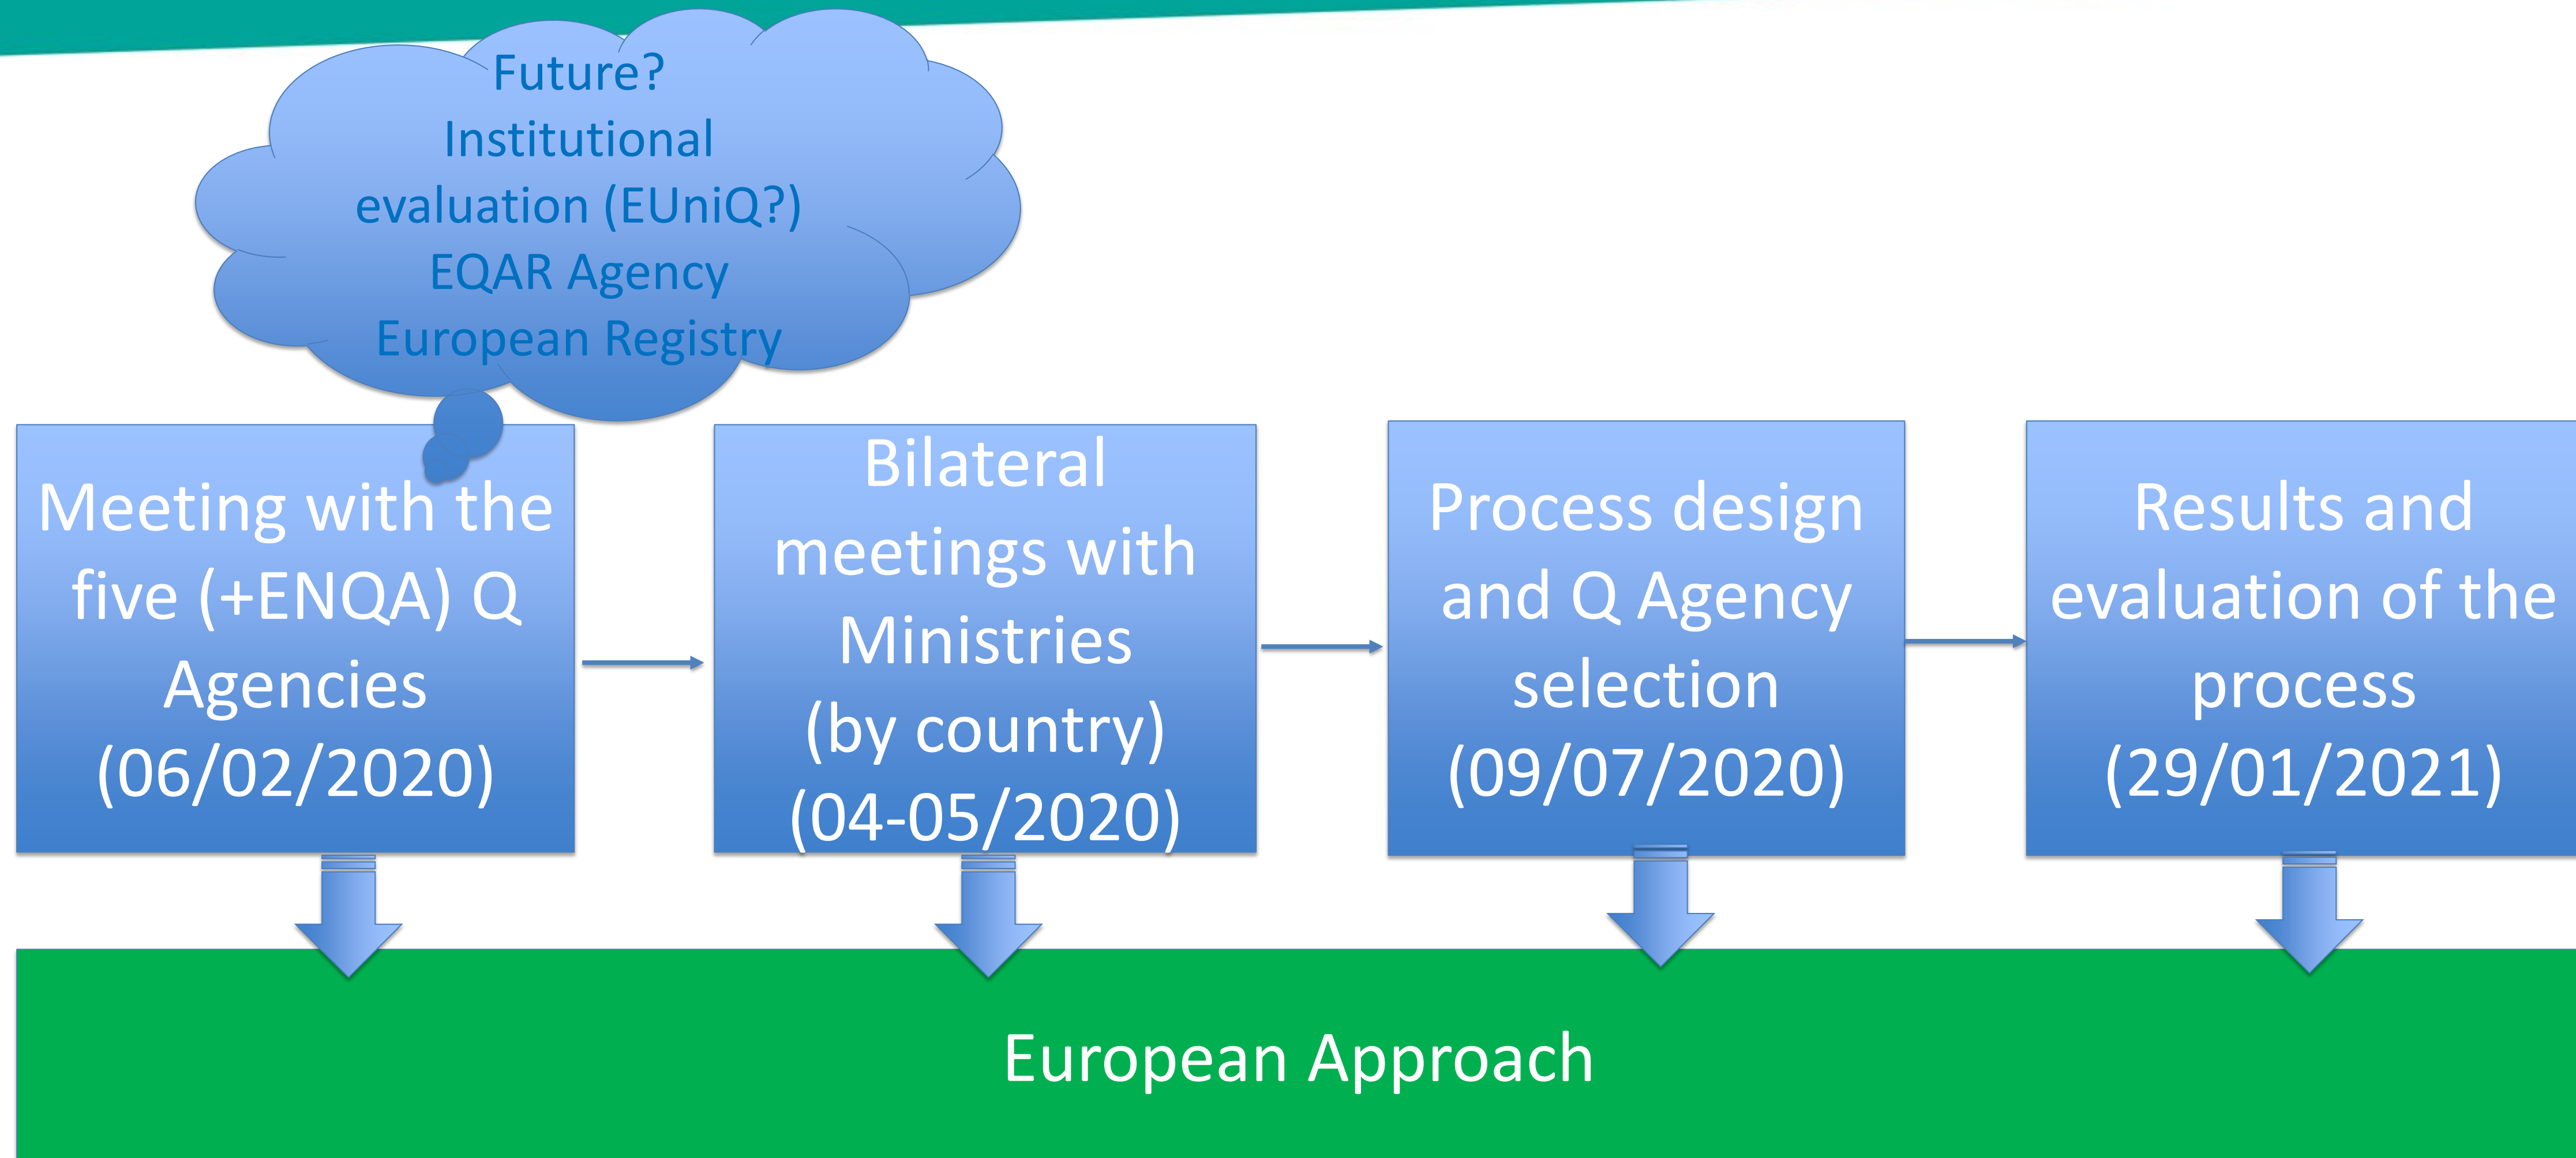 Future?
Institutional
evaluation (EUniQ?)
EQAR Agency
European Registry
Meeting with the
five (+ENQA) Q
Agencies
(06/02/2020)
Bilateral
meetings with
Ministries
(by country)
(04-05/2020)
Process design
and Q Agency
selection
(09/07/2020)
Results and
evaluation of the
process
(29/01/2021)
European Approach